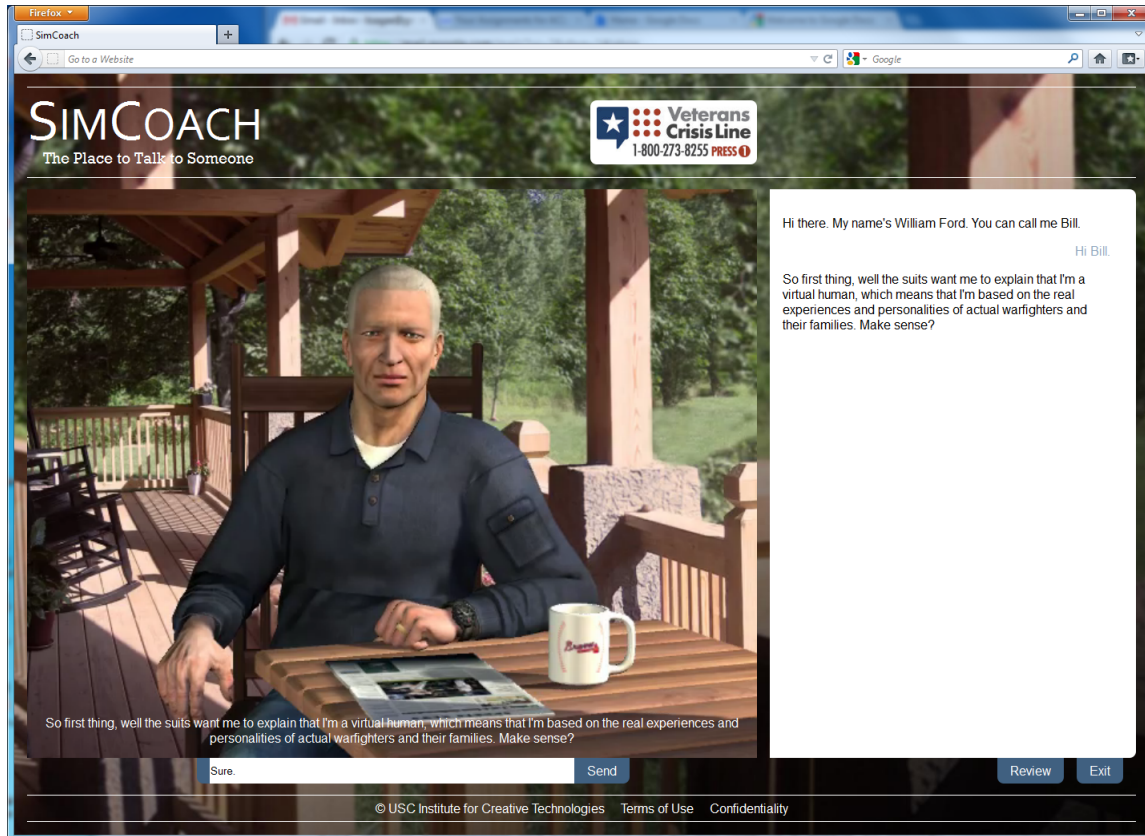 Firefox
SimCoach
Go to a Website
Google
SIMCOACH
The Place to Talk to Someone
Veterans
Crisis Line
1-800-273-8255 PRESS 1
Hi there. My name's William Ford. You can call me Bill.
Hi Bill.
So first thing, well the suits want me to explain that I'm a
virtual human, which means that I'm based on the real
experiences and personalities of actual warfighters and
their families. Make sense?
Braves
So first thing, well the suits want me to explain that I'm a virtual human, which means that I'm based on the real experiences and
personalities of actual warfighters and their families. Make sense?
Sure.
Send
Review
Exit
© USC Institute for Creative Technologies Terms of Use Confidentiality